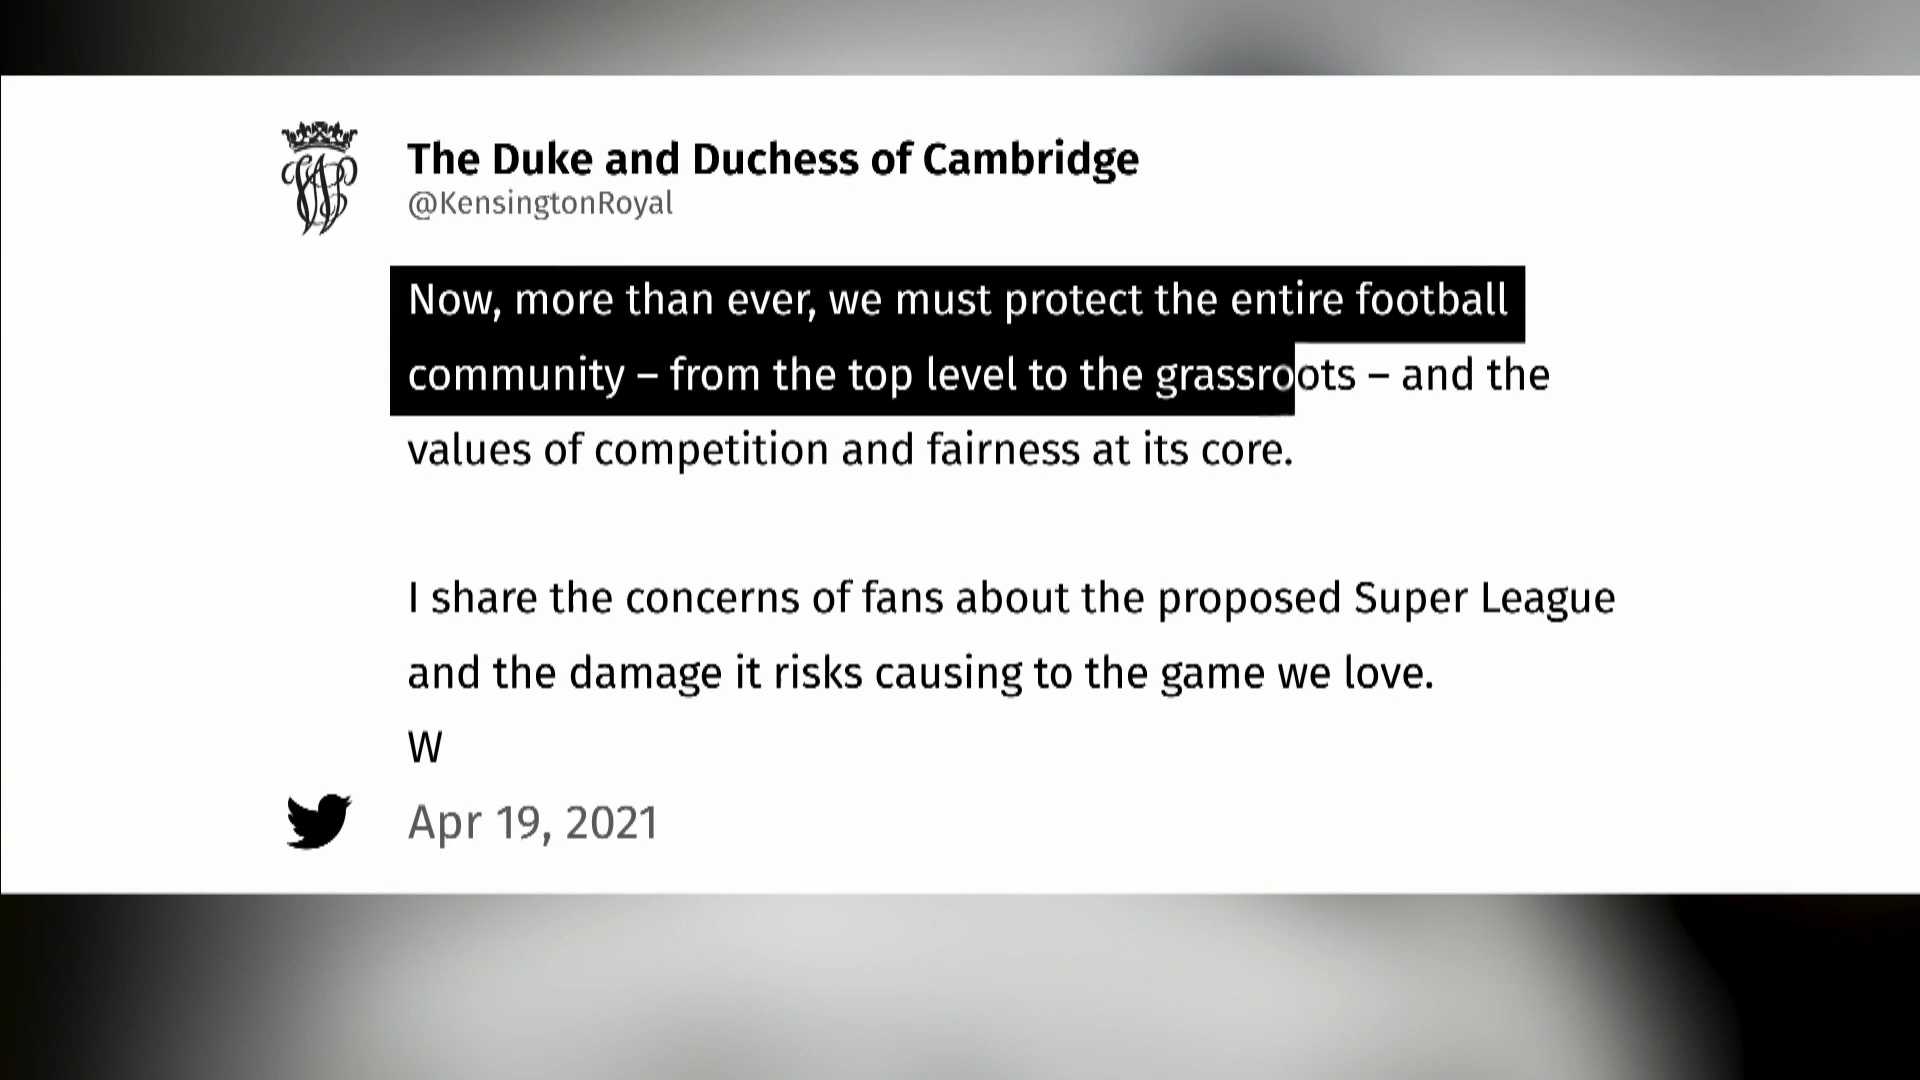 The Duke and Duchess of Cambridge
@KensingtonRoyal
Now, more than ever, we must protect the entire football
community – from the top level to the grassroots – and the
values of competition and fairness at its core.
I share the concerns of fans about the proposed Super League
and the damage it risks causing to the game we love.
W
Apr 19, 2021